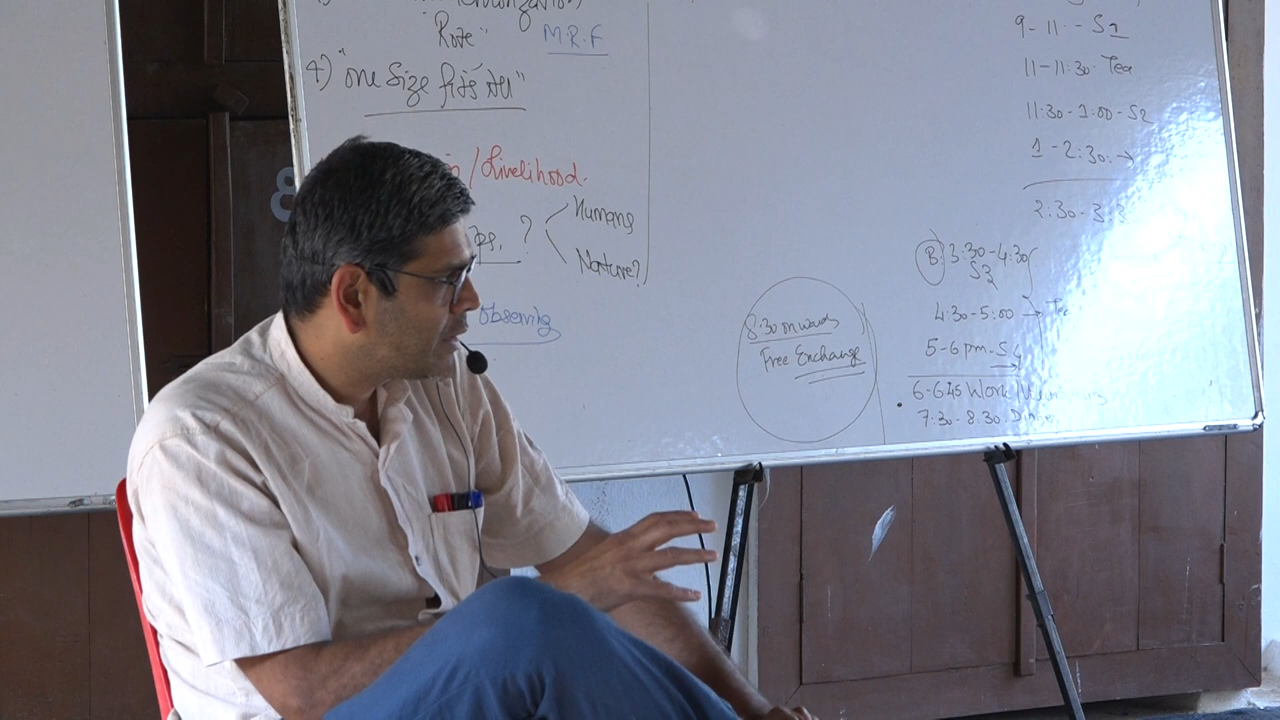 Rote"
M.R.F
4) "one size fits All"
/Livelihood.
?
Humans
Nature?
Observing
9-11 - S1
11-11:30 Tea
11:30-1:00-S2
1 - 2:30 →
2:30-3:
B: 3:30-4:30
S3
4:30-5:00 →
5-6 pm-S4
6-6:45 Work
7:30-8:30
8:30 onwards
Free Exchange
8